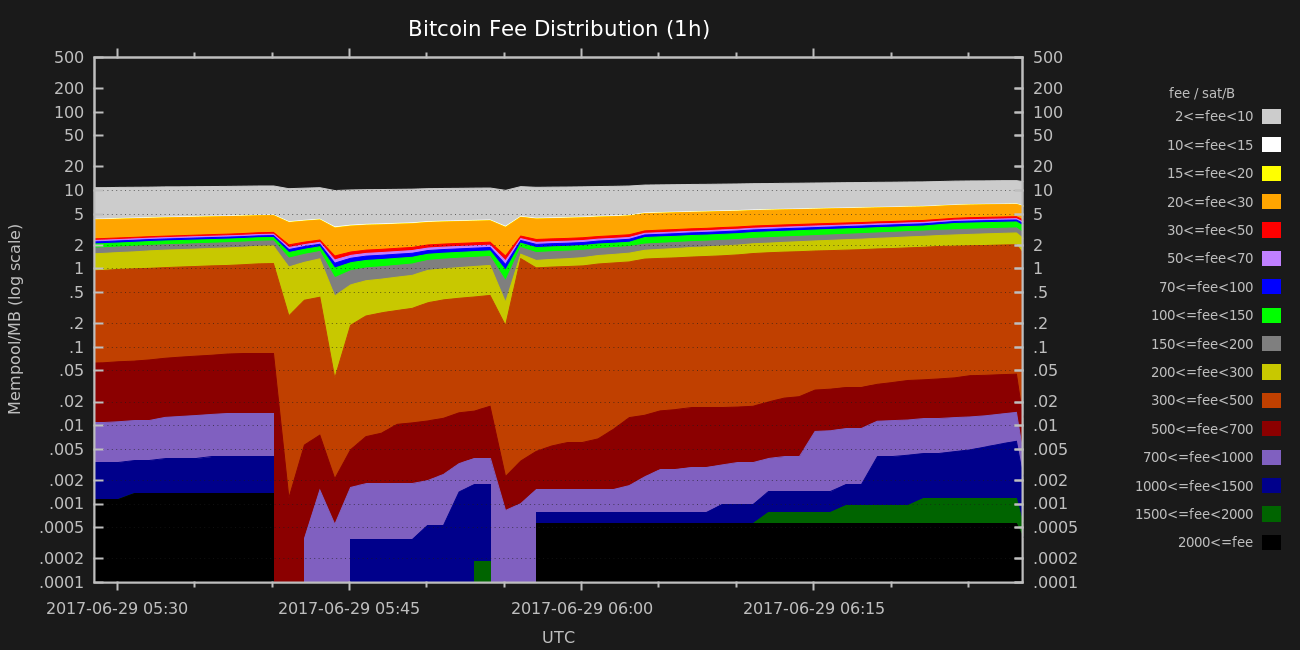 Bitcoin Fee Distribution (1h)
Mempool/MB (log scale)
500
200
100
50
20
10
5
2
1
.5
.2
.1
.05
.02
.01
.005
.002
.001
.0005
.0002
.0001
500
200
100
50
20
10
5
2
1
.5
.2
.1
.05
.02
.01
.005
.002
.001
.0005
.0002
.0001
2017-06-29 05:30
2017-06-29 05:45
2017-06-29 06:00
2017-06-29 06:15
UTC
fee / sat/B
2<=fee<10
10<=fee<15
15<=fee<20
20<=fee<30
30<=fee<50
50<=fee<70
70<=fee<100
100<=fee<150
150<=fee<200
200<=fee<300
300<=fee<500
500<=fee<700
700<=fee<1000
1000<=fee<1500
1500<=fee<2000
2000<=fee